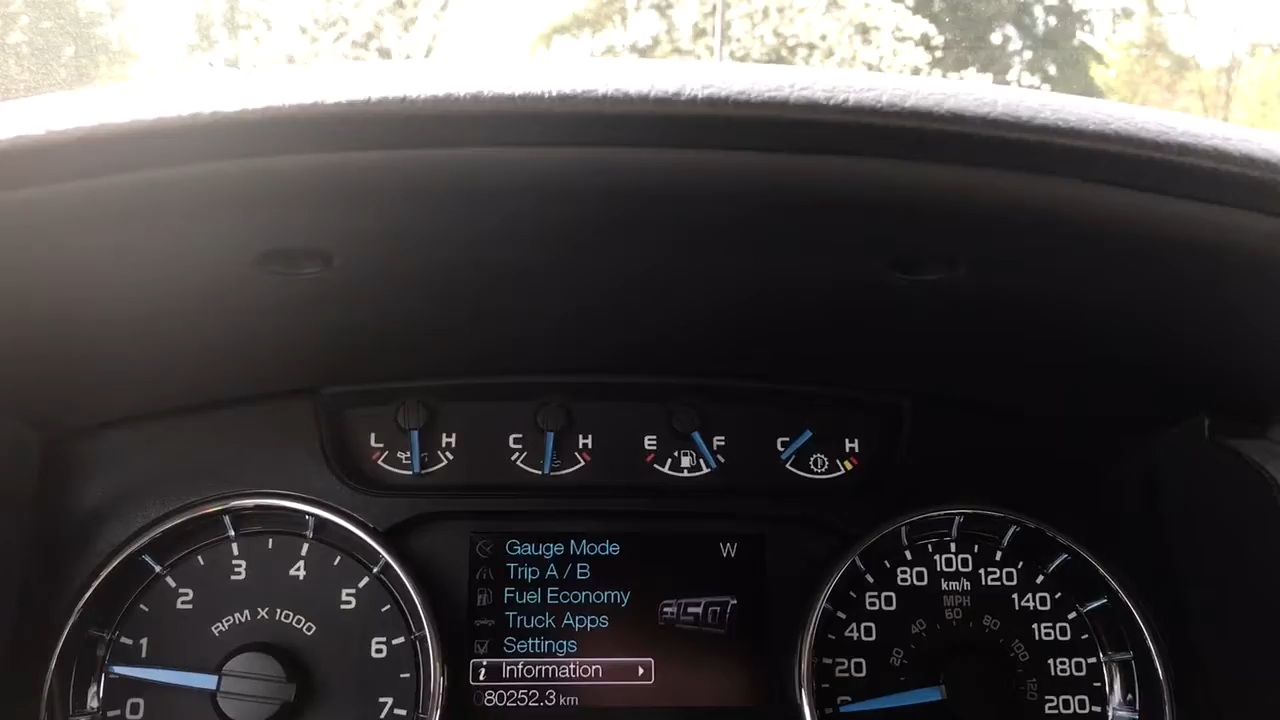 L H
C H
E F
C H
Gauge Mode W
Trip A / B
Fuel Economy
F150
Truck Apps
Settings
i Information
80252.3 km
0 1 2 3 4 5 6 7
RPM X 1000
20 40 60 80 100 120 140 160 180 200
km/h
MPH
20 40 60 80 100 120